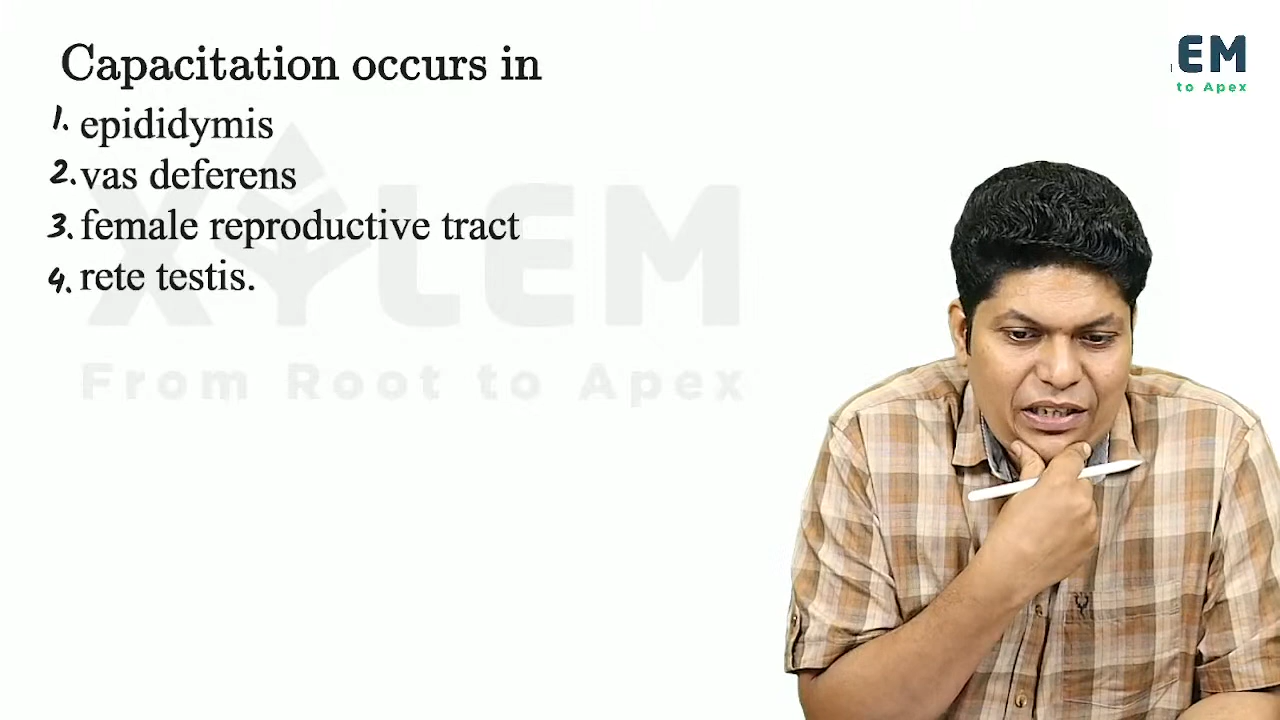 Capacitation occurs in
1. epididymis
2. vas deferens
3. female reproductive tract
4. rete testis.
XYLEM
From Root to Apex
EM
to Apex